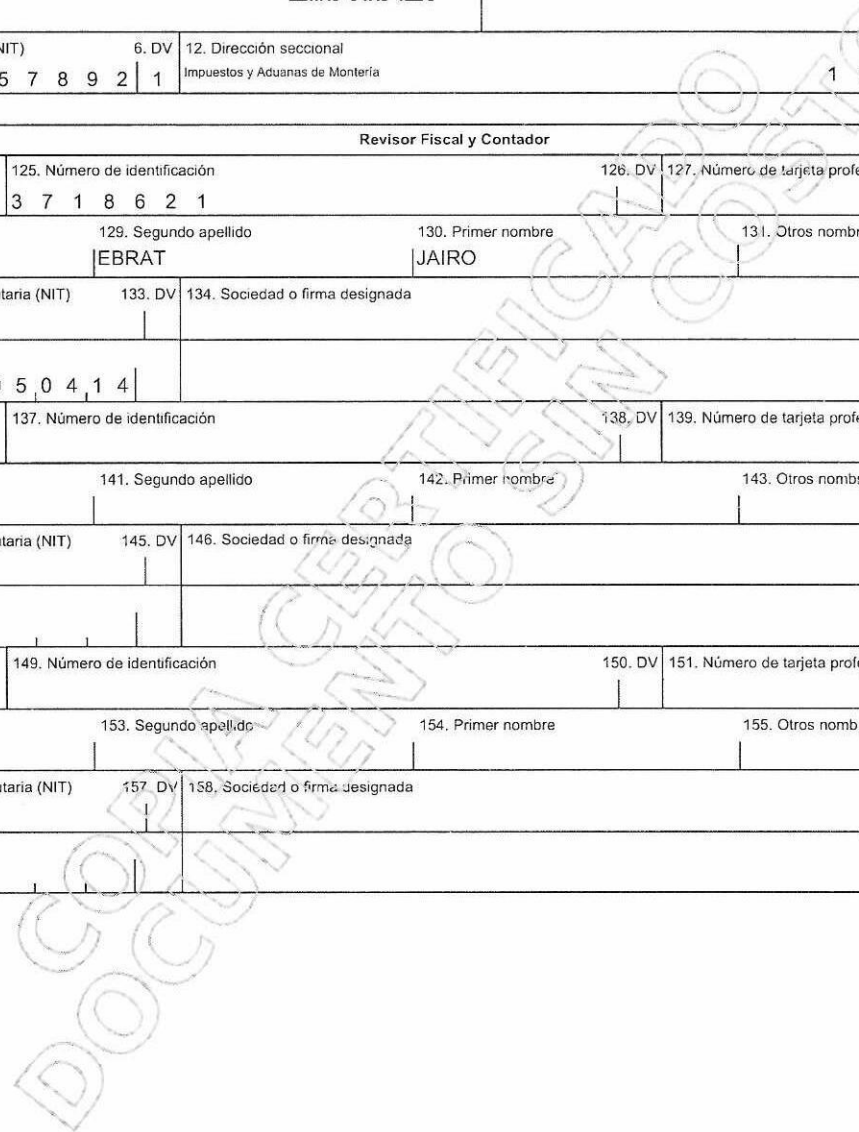 NIT) 6. DV 12. Dirección seccional
5 7 8 9 2 1 Impuestos y Aduanas de Montería 1
Revisor Fiscal y Contador
125. Número de identificación 126. DV 127. Número de tarjeta profe
3 7 1 8 6 2 1
129. Segundo apellido 130. Primer nombre 131. Otros nombr
EBRAT JAIRO
taria (NIT) 133. DV 134. Sociedad o firma designada
5 0 4 1 4
137. Número de identificación 138. DV 139. Número de tarjeta profe
141. Segundo apellido 142. Primer nombre 143. Otros nombr
taria (NIT) 145. DV 146. Sociedad o firma designada
149. Número de identificación 150. DV 151. Número de tarjeta profe
153. Segundo apellido 154. Primer nombre 155. Otros nomb
taria (NIT) 157. DV 158. Sociedad o firma designada
COPIA CERTIFICADO
DOCUMENTO SIN COSTO